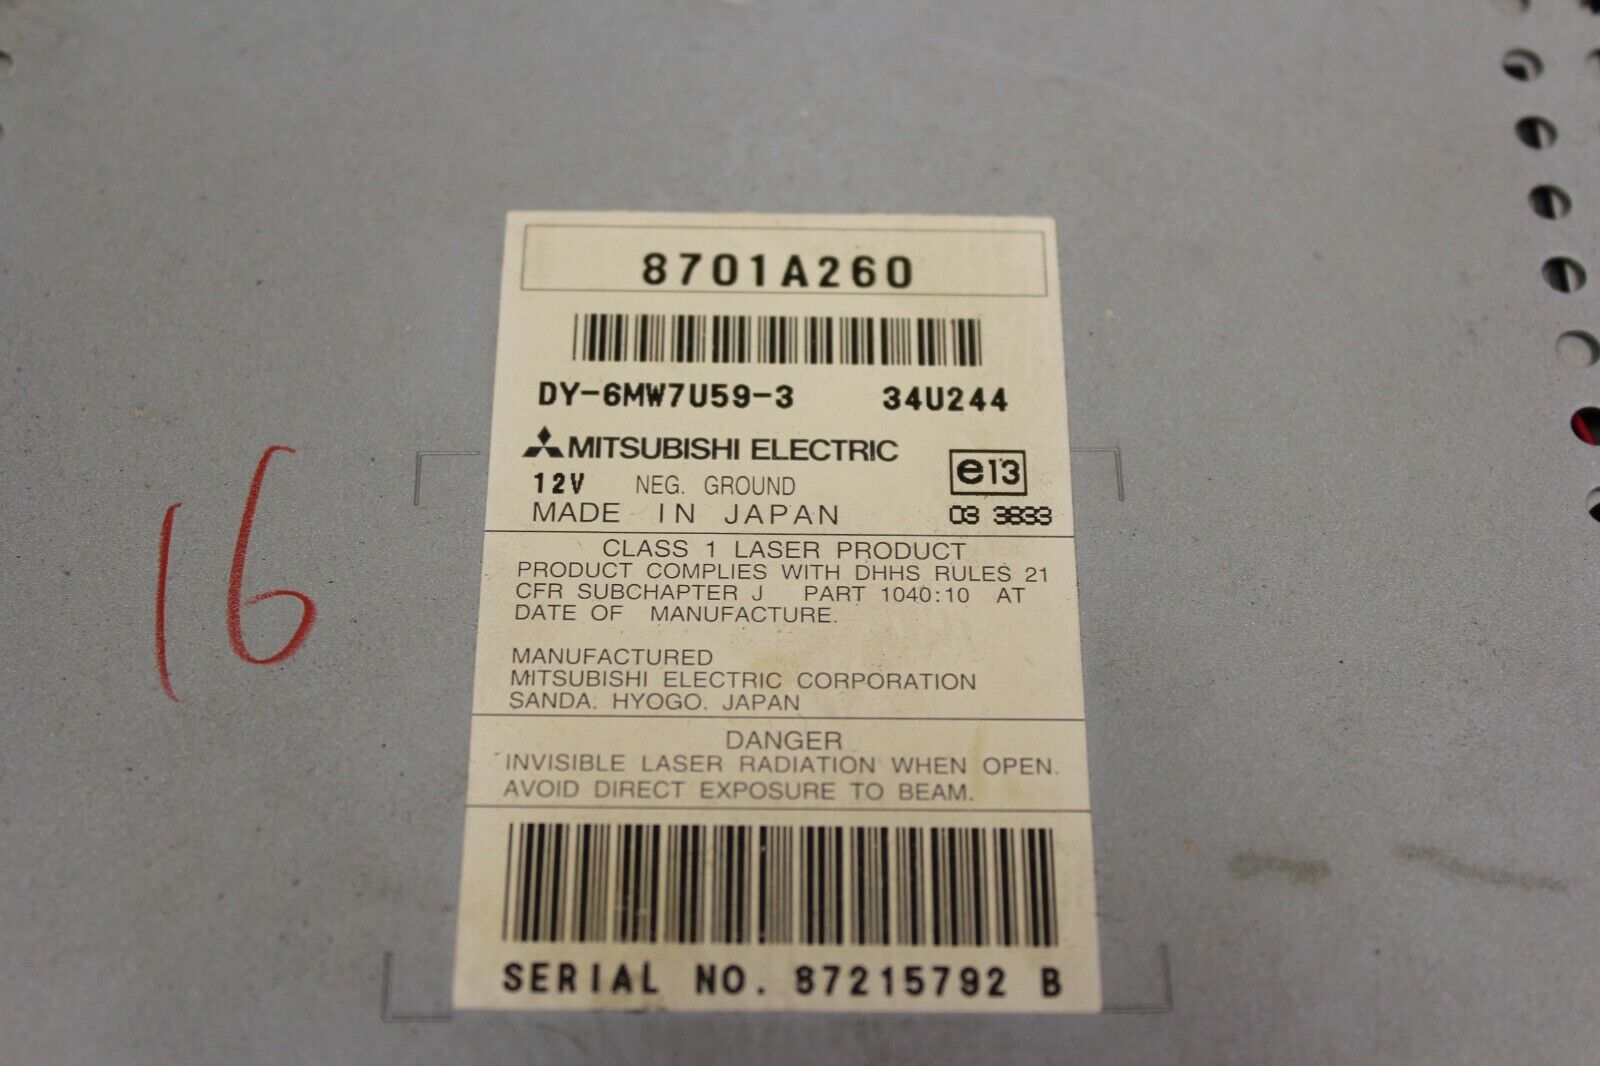 8701A260
DY-6MW7U59-3 34U244
MITSUBISHI ELECTRIC
12V NEG. GROUND
e13
MADE IN JAPAN
03 3833
CLASS 1 LASER PRODUCT
PRODUCT COMPLIES WITH DHHS RULES 21
CFR SUBCHAPTER J PART 1040:10 AT
DATE OF MANUFACTURE.
MANUFACTURED
MITSUBISHI ELECTRIC CORPORATION
SANDA. HYOGO. JAPAN
DANGER
INVISIBLE LASER RADIATION WHEN OPEN.
AVOID DIRECT EXPOSURE TO BEAM.
SERIAL NO. 87215792 B
16